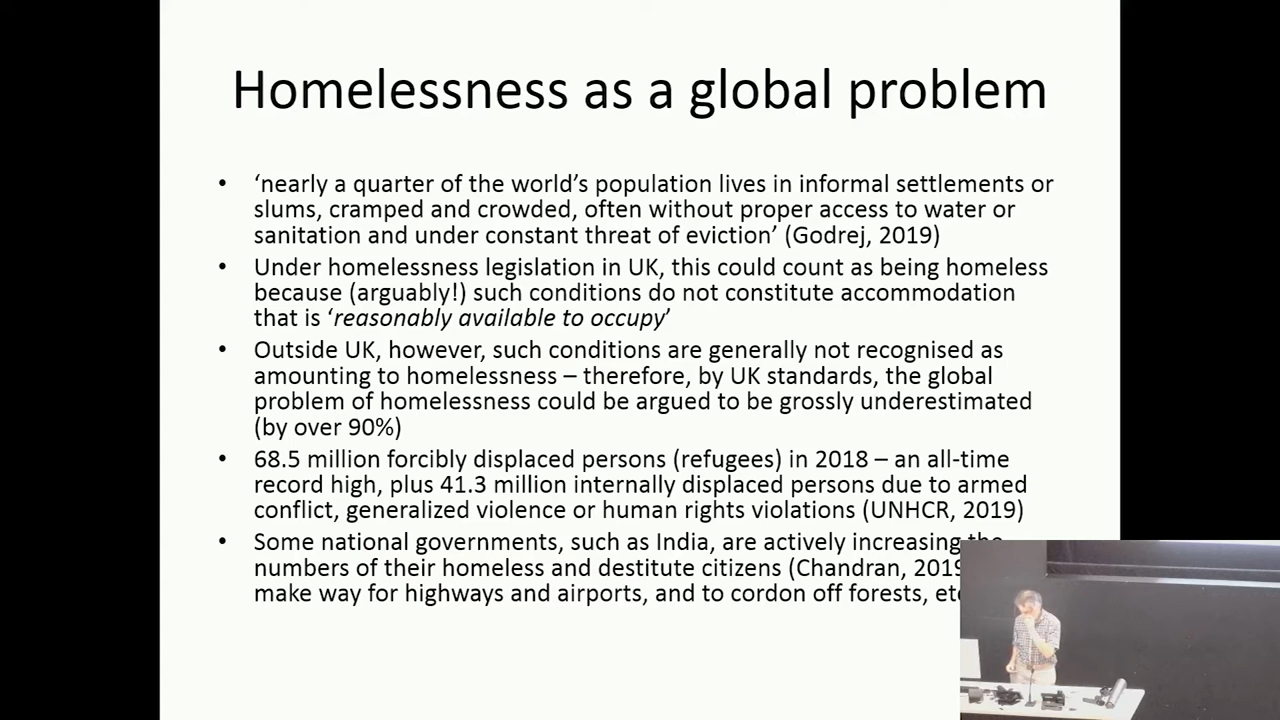 Homelessness as a global problem
• ‘nearly a quarter of the world’s population lives in informal settlements or
slums, cramped and crowded, often without proper access to water or
sanitation and under constant threat of eviction’ (Godrej, 2019)
• Under homelessness legislation in UK, this could count as being homeless
because (arguably!) such conditions do not constitute accommodation
that is ‘reasonably available to occupy’
• Outside UK, however, such conditions are generally not recognised as
amounting to homelessness – therefore, by UK standards, the global
problem of homelessness could be argued to be grossly underestimated
(by over 90%)
• 68.5 million forcibly displaced persons (refugees) in 2018 – an all-time
record high, plus 41.3 million internally displaced persons due to armed
conflict, generalized violence or human rights violations (UNHCR, 2019)
• Some national governments, such as India, are actively increasing the
numbers of their homeless and destitute citizens (Chandran, 2019
make way for highways and airports, and to cordon off forests,